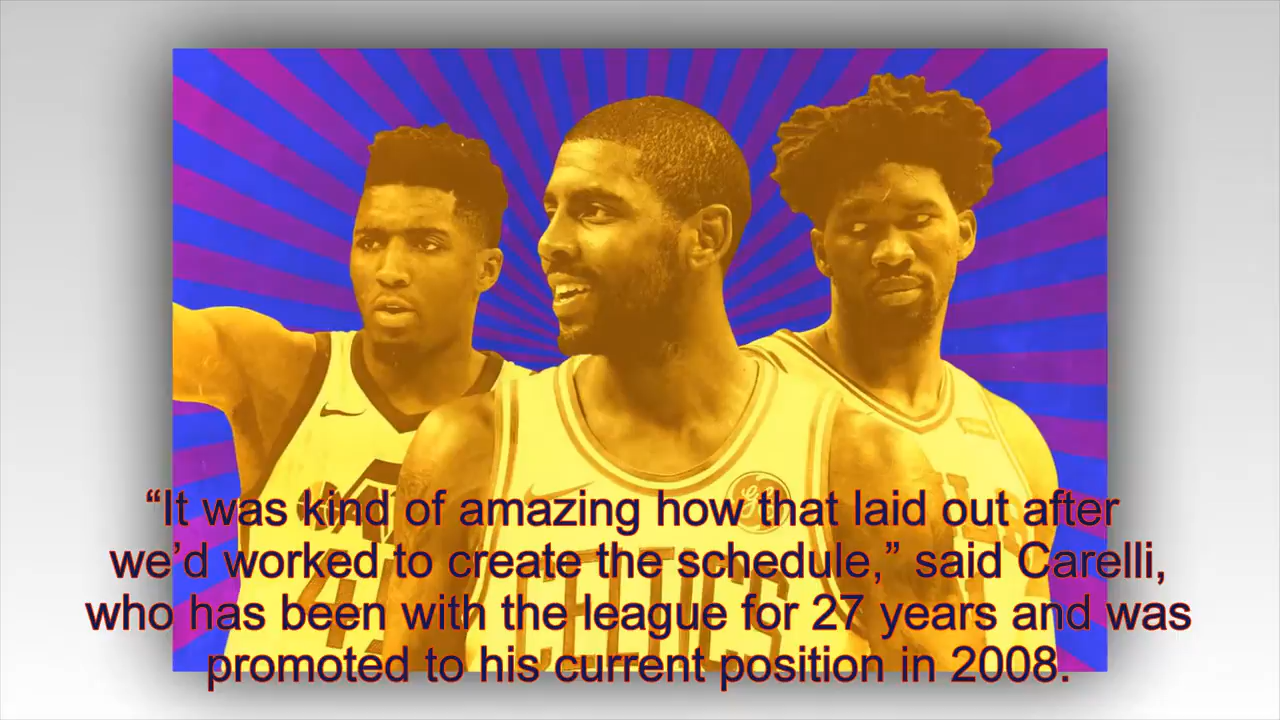 “It was kind of amazing how that laid out after
we’d worked to create the schedule,” said Carelli,
who has been with the league for 27 years and was
promoted to his current position in 2008.
CELTICS